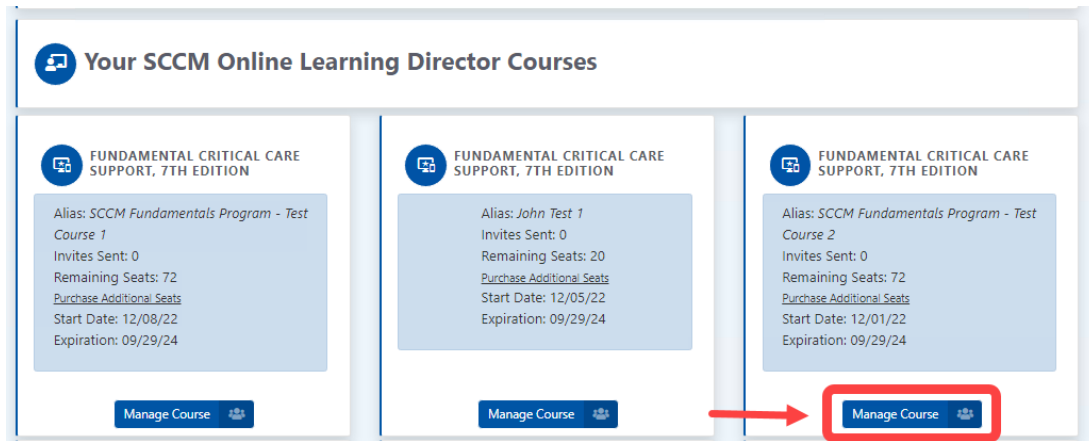 Your SCCM Online Learning Director Courses
FUNDAMENTAL CRITICAL CARE
SUPPORT, 7TH EDITION
Alias: SCCM Fundamentals Program - Test
Course 1
Invites Sent: 0
Remaining Seats: 72
Purchase Additional Seats
Start Date: 12/08/22
Expiration: 09/29/24
Manage Course
FUNDAMENTAL CRITICAL CARE
SUPPORT, 7TH EDITION
Alias: John Test 1
Invites Sent: 0
Remaining Seats: 20
Purchase Additional Seats
Start Date: 12/05/22
Expiration: 09/29/24
Manage Course
FUNDAMENTAL CRITICAL CARE
SUPPORT, 7TH EDITION
Alias: SCCM Fundamentals Program - Test
Course 2
Invites Sent: 0
Remaining Seats: 72
Purchase Additional Seats
Start Date: 12/01/22
Expiration: 09/29/24
Manage Course